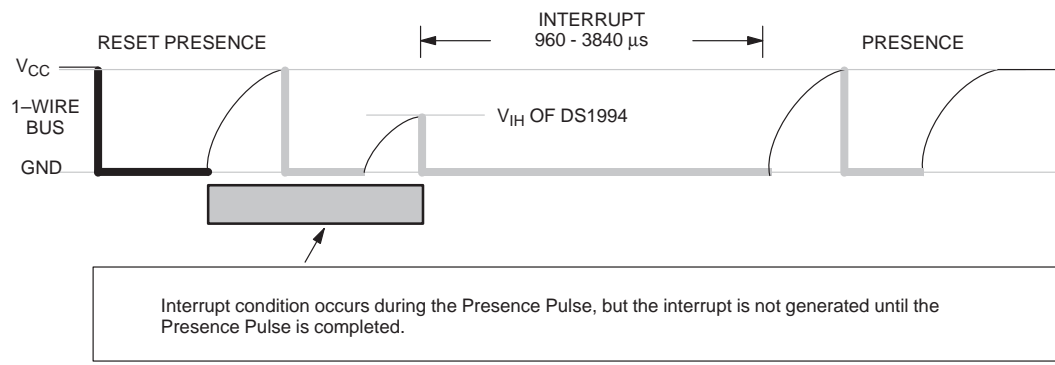 INTERRUPT
RESET PRESENCE
960 - 3840 μs
PRESENCE
VCC
1–WIRE
BUS
VIH OF DS1994
GND
Interrupt condition occurs during the Presence Pulse, but the interrupt is not generated until the
Presence Pulse is completed.